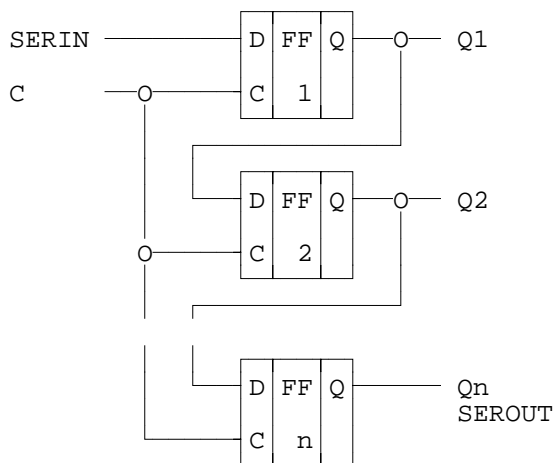 SERIN D FF Q Q1
C C 1
D FF Q Q2
C 2
D FF Q Qn
SEROUT
C n